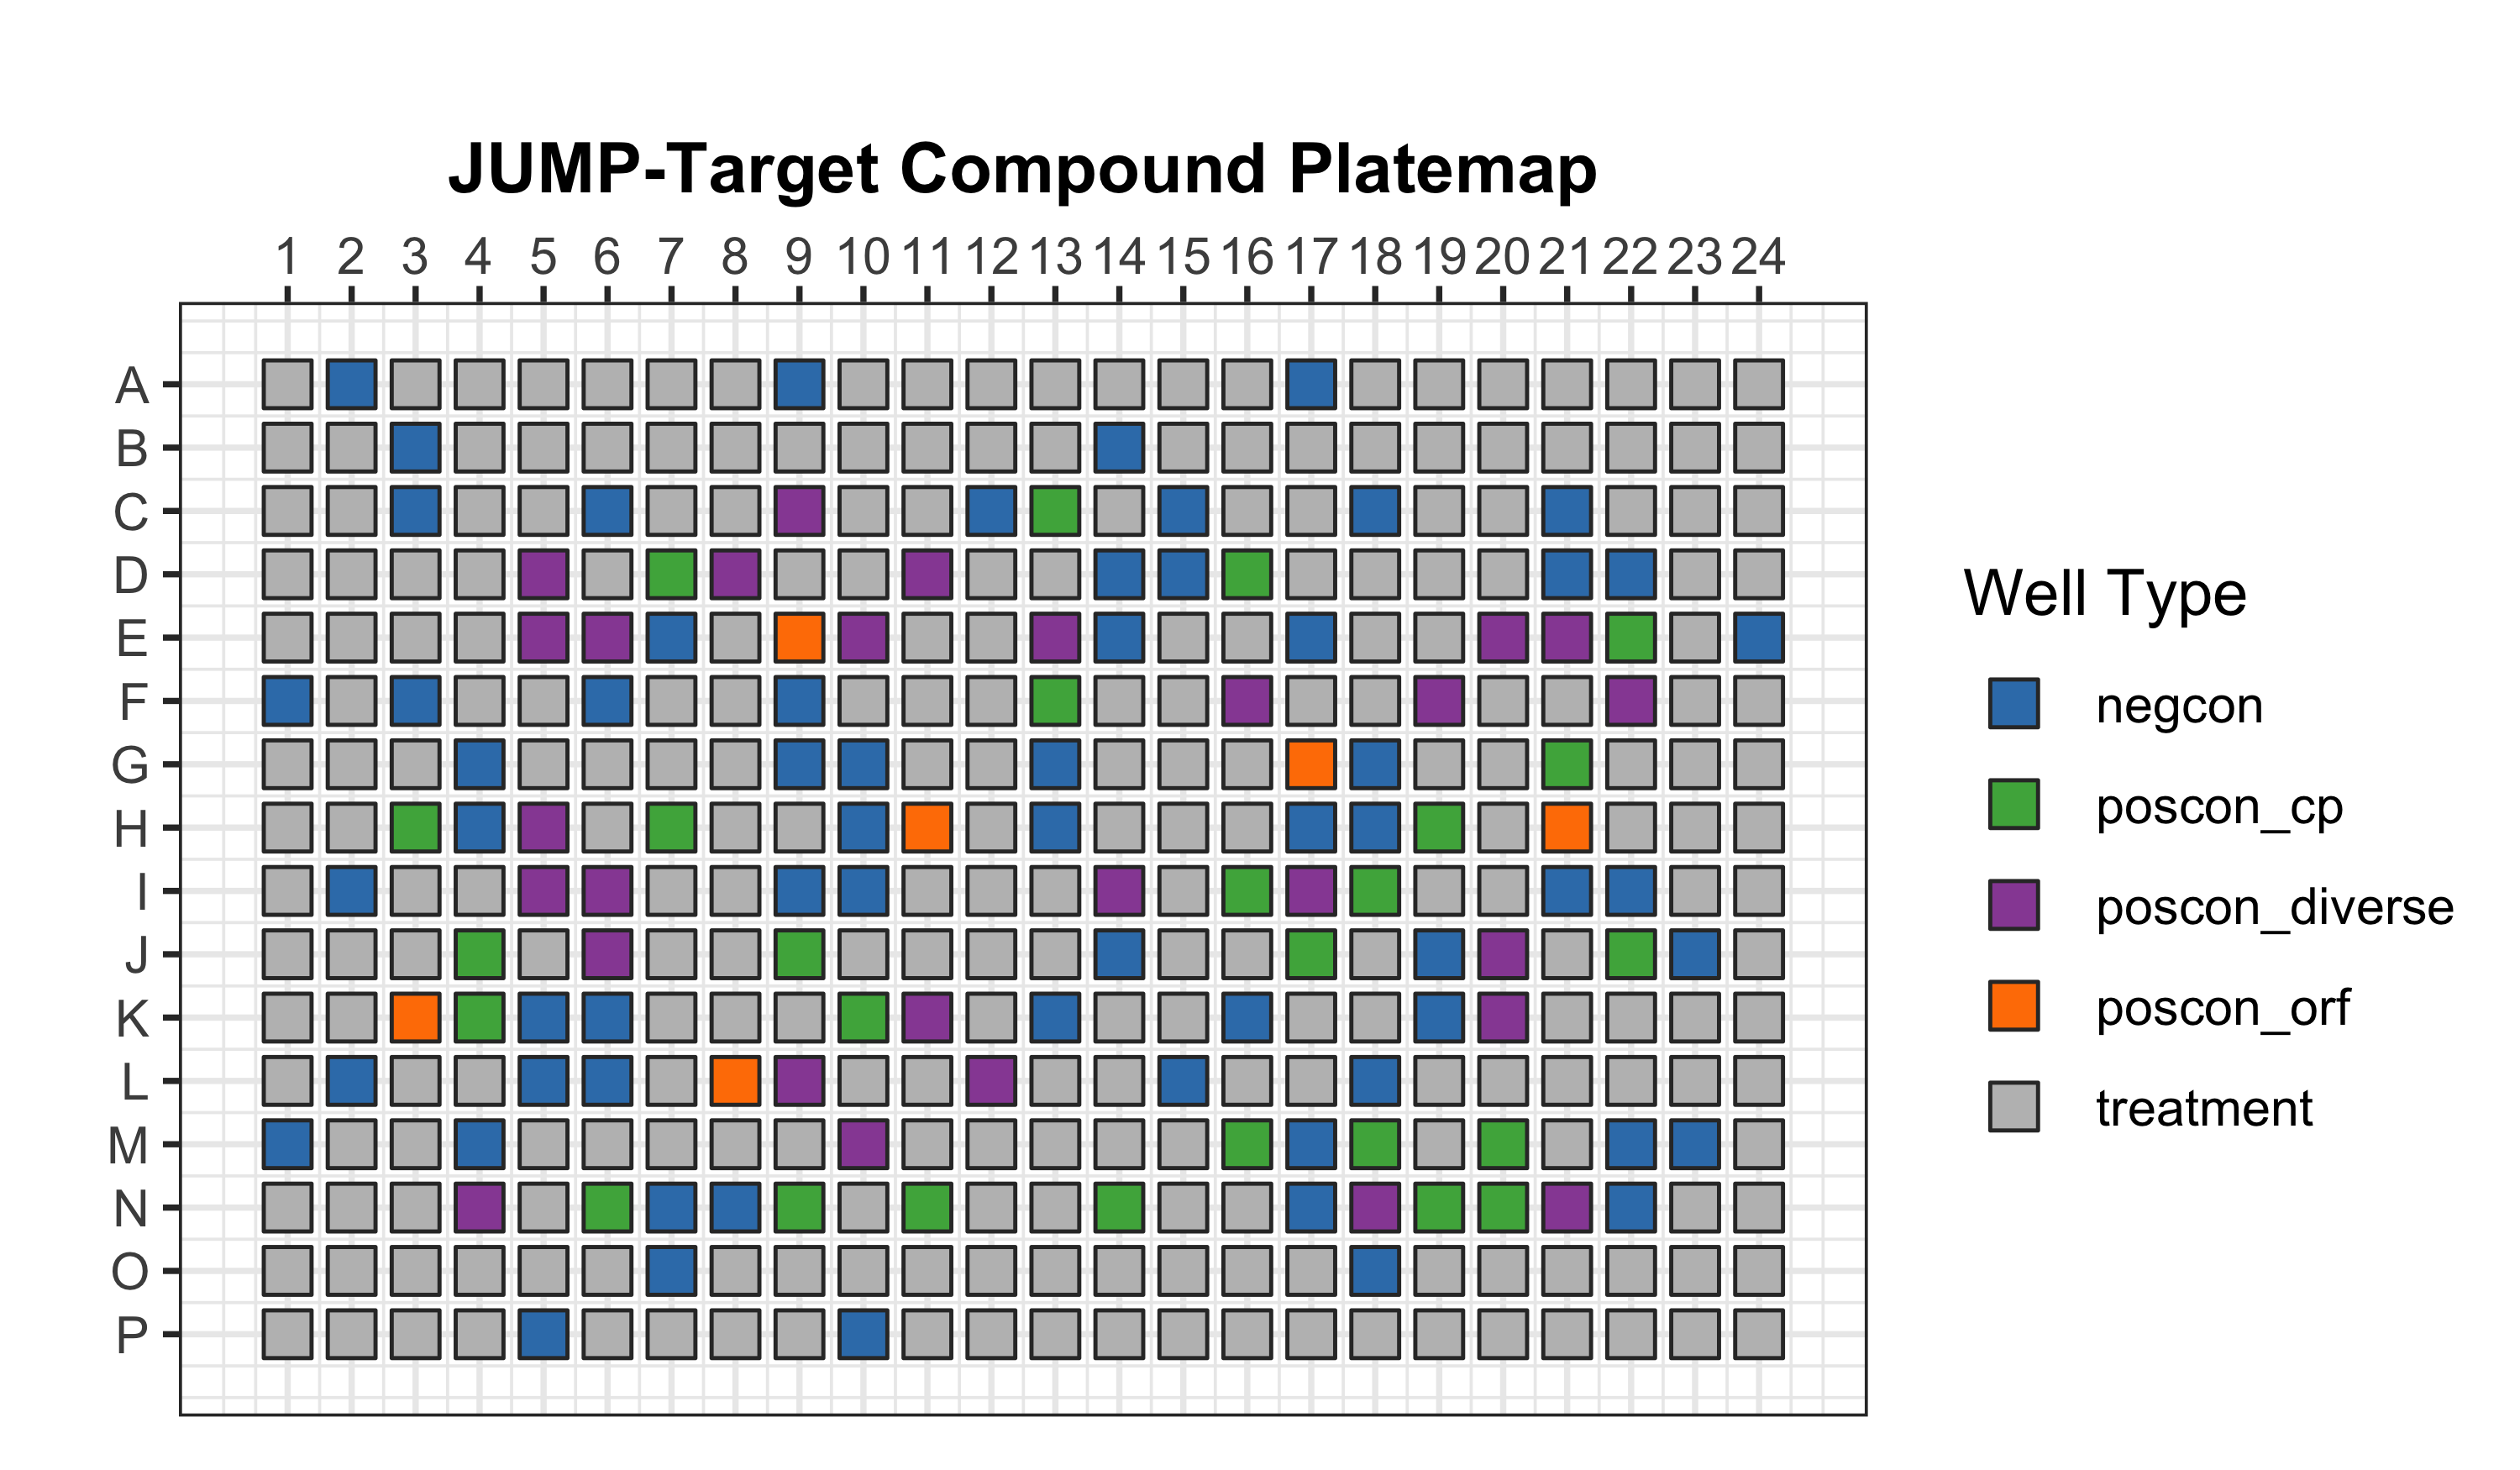 JUMP-Target Compound Platemap
1 2 3 4 5 6 7 8 9 10 11 12 13 14 15 16 17 18 19 20 21 22 23 24
A
B
C
D
E
F
G
H
I
J
K
L
M
N
O
P
Well Type
negcon
poscon_cp
poscon_diverse
poscon_orf
treatment